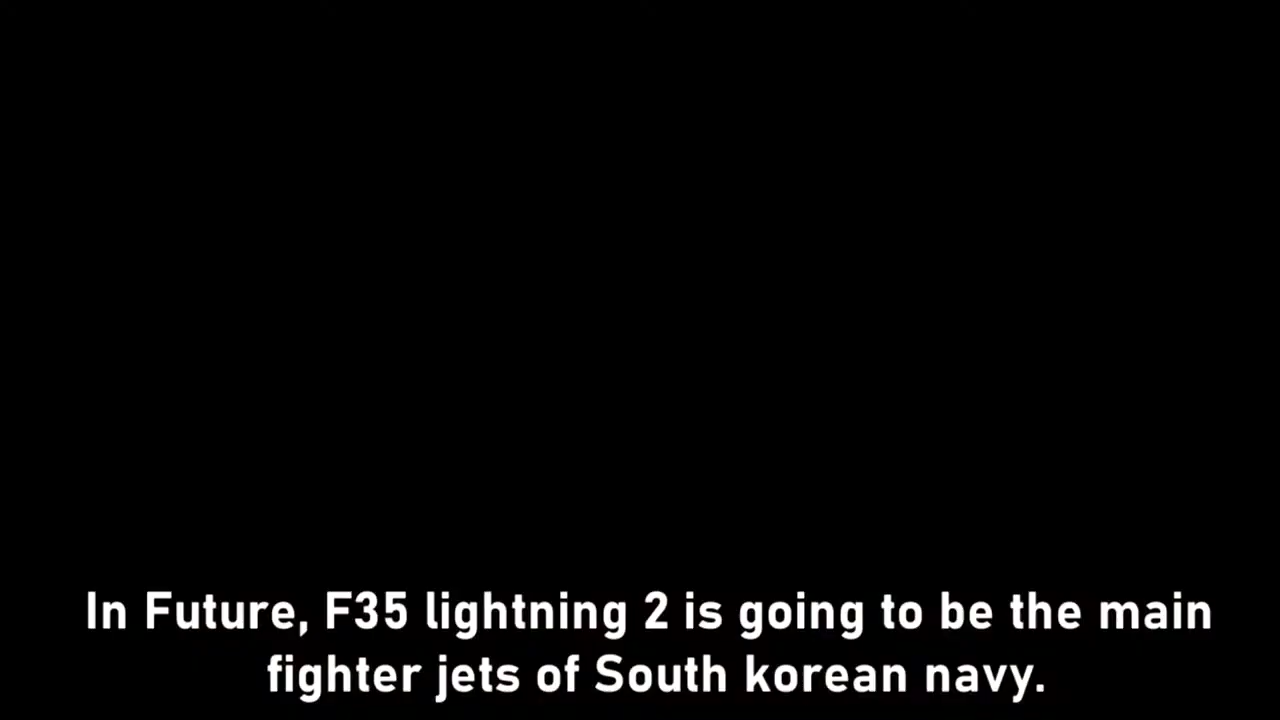 In Future, F35 lightning 2 is going to be the main
fighter jets of South korean navy.